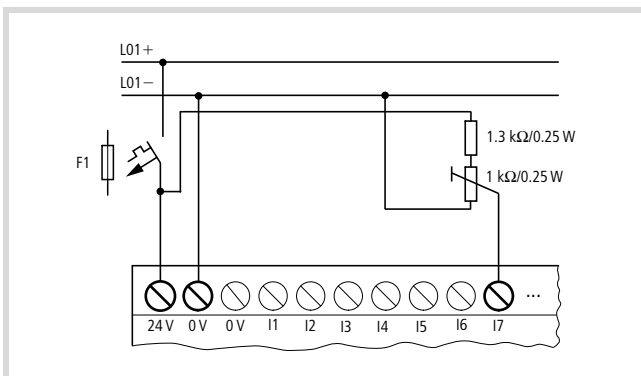 L01+
L01−
1.3 kΩ/0.25 W
F1
1 kΩ/0.25 W
...
24 V 0 V 0 V I1 I2 I3 I4 I5 I6 I7